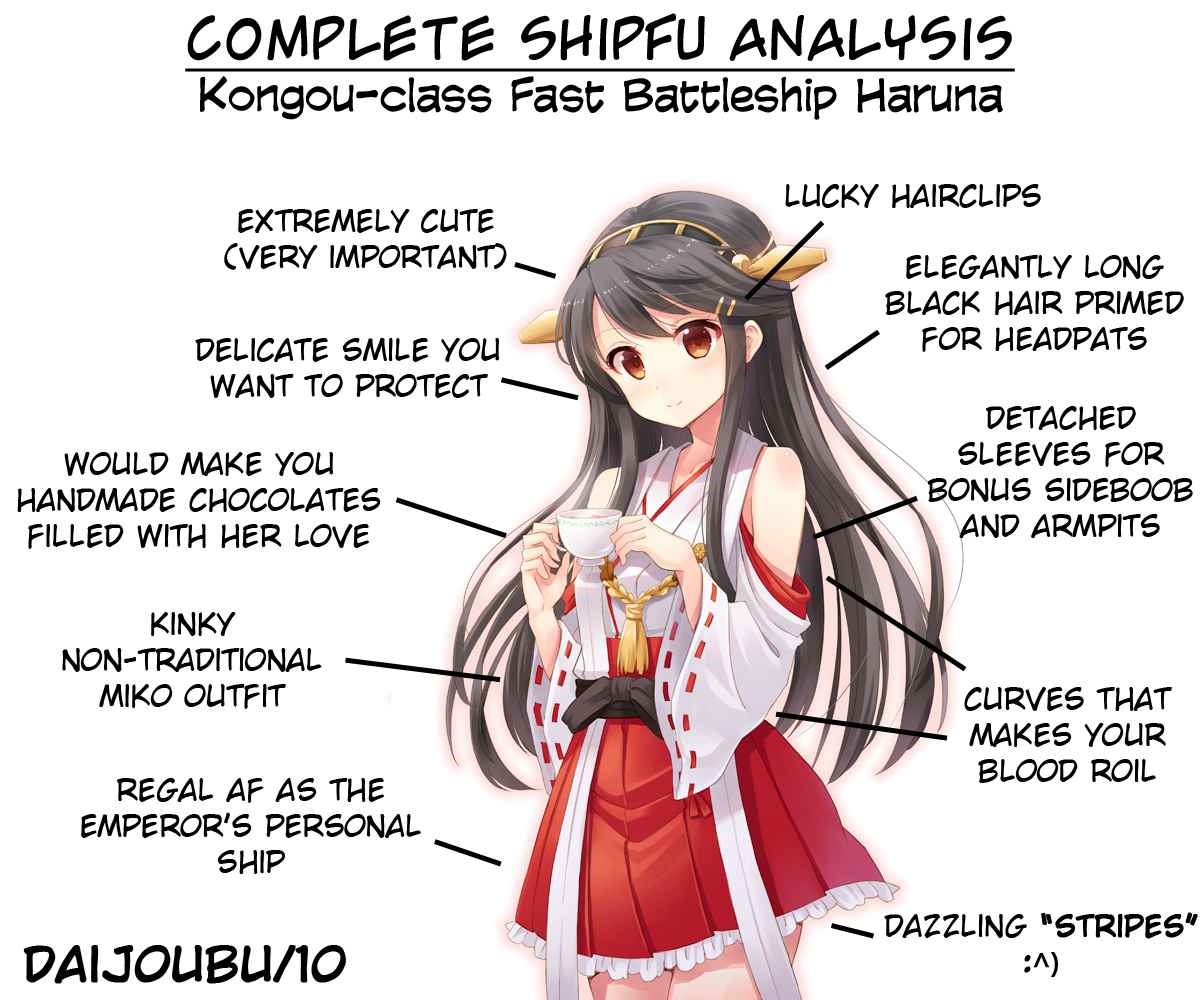 COMPLETE SHIPFU ANALYSIS
Kongou-class Fast Battleship Haruna
LUCKY HAIRCLIPS
EXTREMELY CUTE
(VERY IMPORTANT)
ELEGANTLY LONG
BLACK HAIR PRIMED
FOR HEADPATS
DELICATE SMILE YOU
WANT TO PROTECT
DETACHED
SLEEVES FOR
BONUS SIDEBOOB
AND ARMPITS
WOULD MAKE YOU
HANDMADE CHOCOLATES
FILLED WITH HER LOVE
KINKY
NON-TRADITIONAL
MIKO OUTFIT
CURVES THAT
MAKES YOUR
BLOOD ROIL
REGAL AF AS THE
EMPEROR'S PERSONAL
SHIP
DAZZLING "STRIPES"
:^)
DAIJOUBU/10